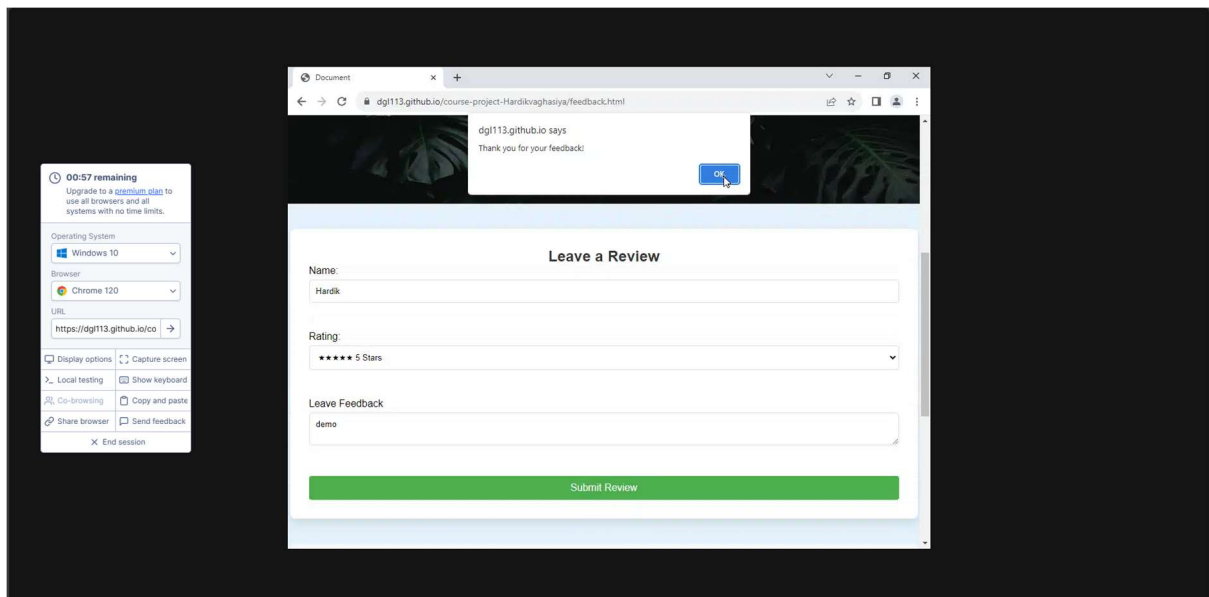 00:57 remaining
Upgrade to a premium plan to
use all browsers and all
systems with no time limits.
Operating System
Windows 10
Browser
Chrome 120
URL
https://dgl113.github.io/co
Display options
Capture screen
Local testing
Show keyboard
Co-browsing
Copy and paste
Share browser
Send feedback
End session
Document
dgl113.github.io/course-project-Hardikvaghasiya/feedback.html
dgl113.github.io says
Thank you for your feedback!
OK
Leave a Review
Name:
Hardik
Rating:
★★★★★ 5 Stars
Leave Feedback
demo
Submit Review